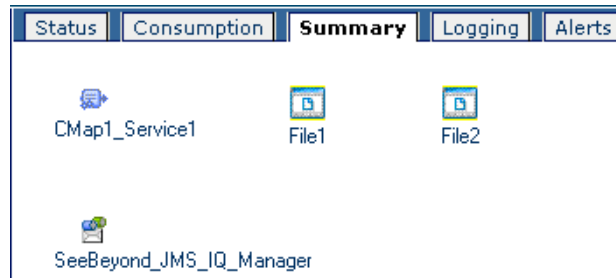 Status Consumption Summary Logging Alerts
CMap1_Service1 File1 File2
SeeBeyond_JMS_IQ_Manager